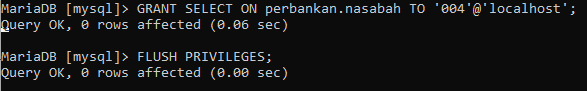 MariaDB [mysql]> GRANT SELECT ON perbankan.nasabah TO '004'@'localhost';
Query OK, 0 rows affected (0.06 sec)
MariaDB [mysql]> FLUSH PRIVILEGES;
Query OK, 0 rows affected (0.00 sec)